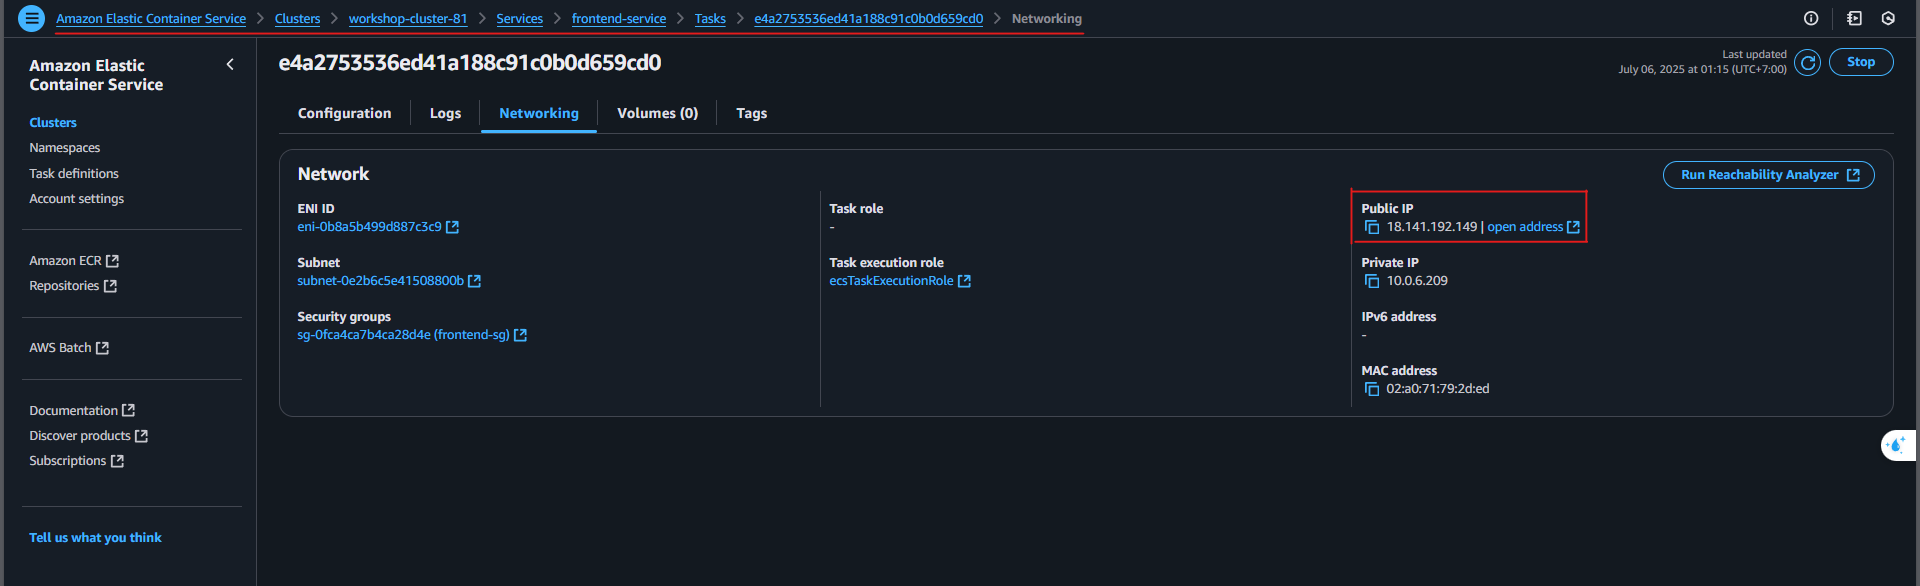 Amazon Elastic Container Service > Clusters > workshop-cluster-81 > Services > frontend-service > Tasks > e4a2753536ed41a188c91c0b0d659cd0 > Networking
Amazon Elastic
Container Service
Clusters
Namespaces
Task definitions
Account settings
Amazon ECR
Repositories
AWS Batch
Documentation
Discover products
Subscriptions
Tell us what you think
e4a2753536ed41a188c91c0b0d659cd0
Last updated
July 06, 2025 at 01:15 (UTC+7:00)
Stop
Configuration Logs Networking Volumes (0) Tags
Network
Run Reachability Analyzer
ENI ID
eni-0b8a5b499d887c3c9
Subnet
subnet-0e2b6c5e41508800b
Security groups
sg-0fca4ca7b4ca28d4e (frontend-sg)
Task role
-
Task execution role
ecsTaskExecutionRole
Public IP
18.141.192.149 | open address
Private IP
10.0.6.209
IPv6 address
-
MAC address
02:a0:71:79:2d:ed